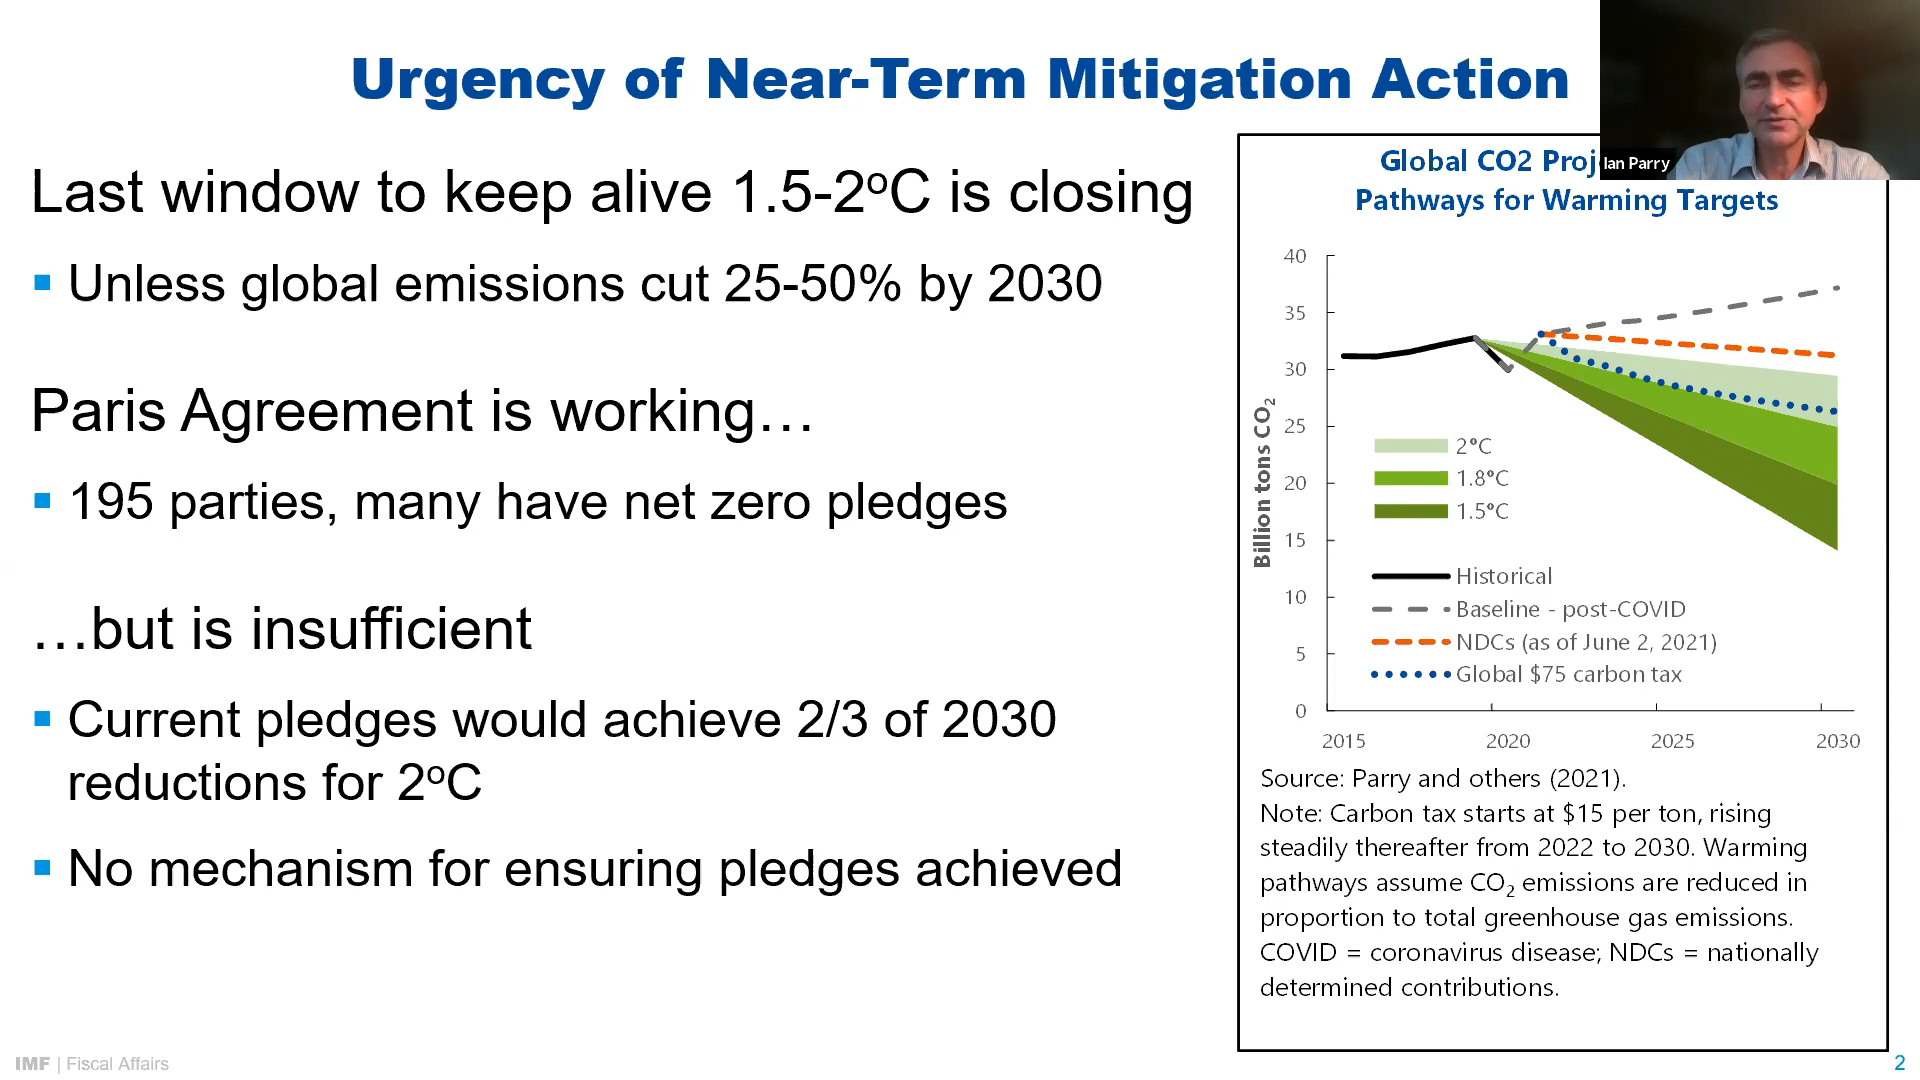 Urgency of Near-Term Mitigation Action
Ian Parry
Last window to keep alive 1.5-2°C is closing
▪ Unless global emissions cut 25-50% by 2030
Paris Agreement is working…
▪ 195 parties, many have net zero pledges
…but is insufficient
▪ Current pledges would achieve 2/3 of 2030
reductions for 2°C
▪ No mechanism for ensuring pledges achieved
Global CO2
Pathways for Warming Targets
Billion tons CO₂
40
35
30
25
20
15
10
5
0
2°C
1.8°C
1.5°C
Historical
Baseline - post-COVID
NDCs (as of June 2, 2021)
Global $75 carbon tax
2015 2020 2025 2030
Source: Parry and others (2021).
Note: Carbon tax starts at $15 per ton, rising
steadily thereafter from 2022 to 2030. Warming
pathways assume CO₂ emissions are reduced in
proportion to total greenhouse gas emissions.
COVID = coronavirus disease; NDCs = nationally
determined contributions.
IMF | Fiscal Affairs
2